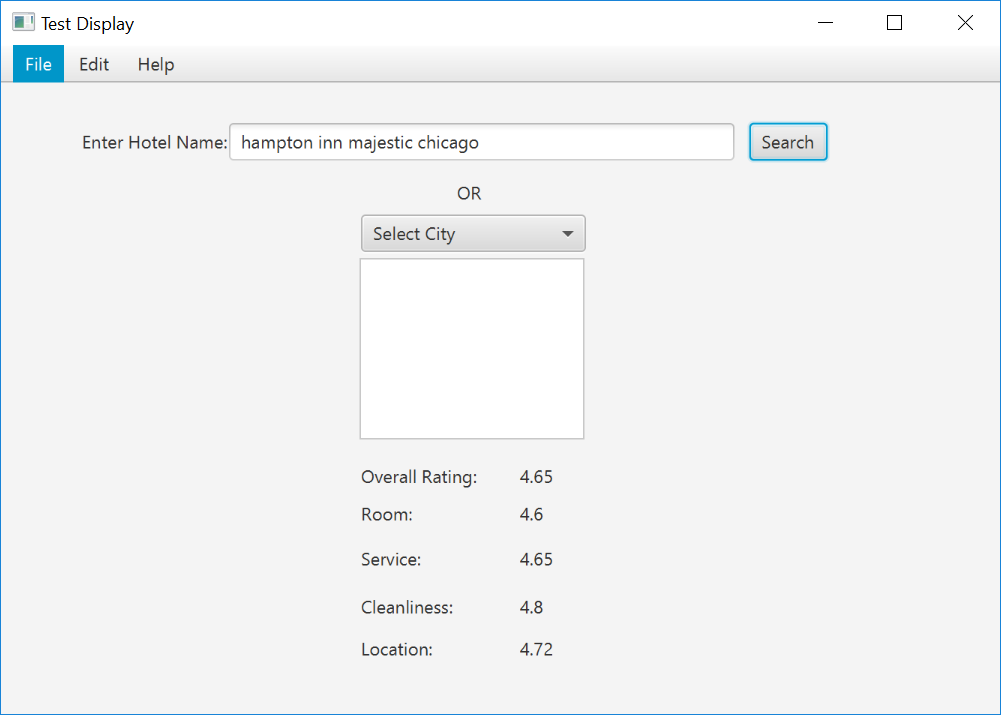 Test Display
File Edit Help
Enter Hotel Name: hampton inn majestic chicago Search
OR
Select City
Overall Rating: 4.65
Room: 4.6
Service: 4.65
Cleanliness: 4.8
Location: 4.72